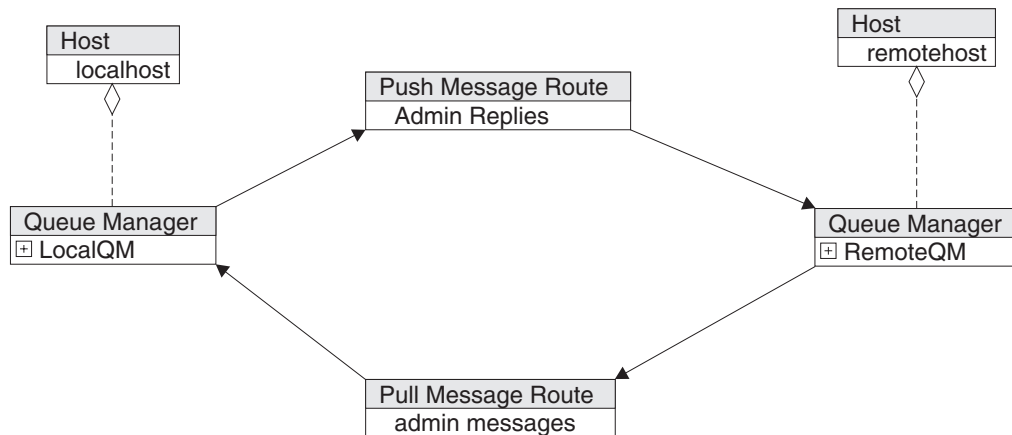 Host
localhost
Host
remotehost
Push Message Route
Admin Replies
Queue Manager
LocalQM
Queue Manager
RemoteQM
Pull Message Route
admin messages